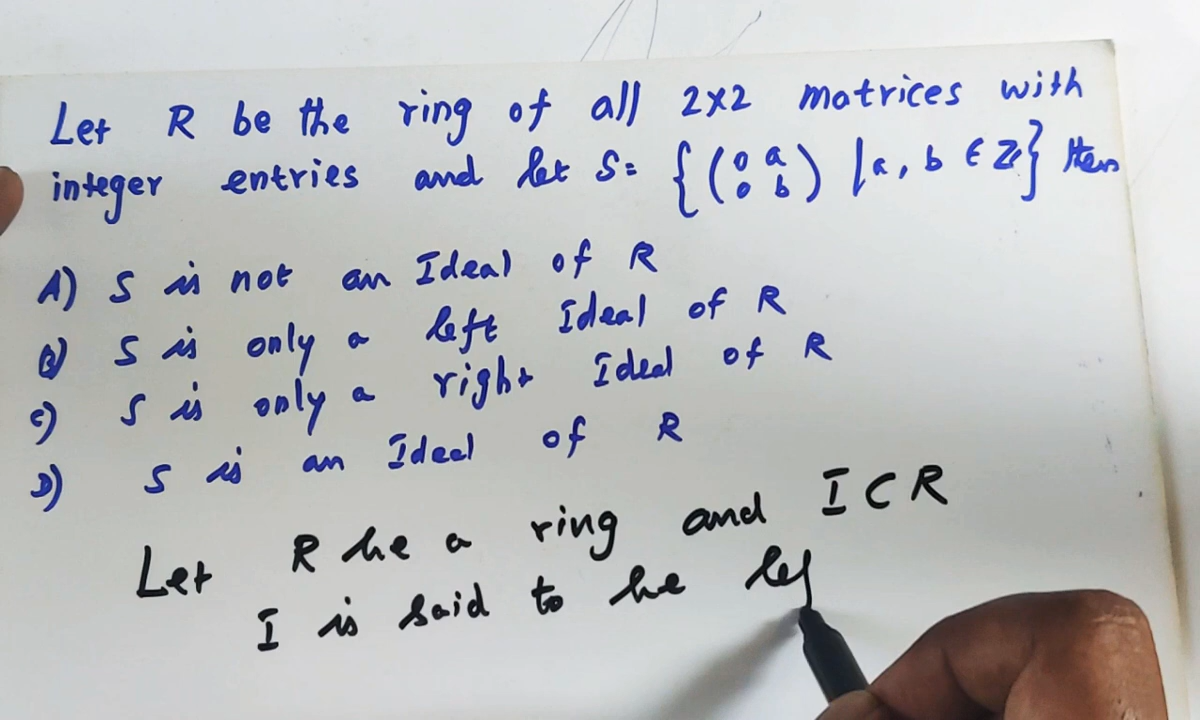 Let R be the ring of all 2x2 matrices with
integer entries and let S= {(0 a
0 b) | a, b ∈ ℤ} then
A) S is not an Ideal of R
B) S is only a left Ideal of R
C) S is only a right Ideal of R
D) S is an Ideal of R
Let R be a ring and I ⊂ R
I is said to be lef